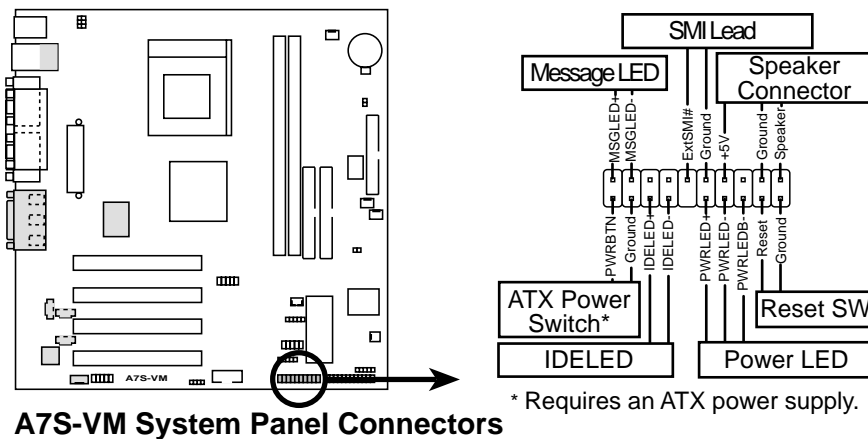 SMI Lead
Message LED
Speaker
Connector
MSGLED+
MSGLED-
ExtSMI#
Ground
+5V
Ground
Speaker
PWRBTN
Ground
IDELED+
IDELED-
PWRLED+
PWRLED-
PWRLEDB-
Reset
Ground
ATX Power
Switch*
Reset SW
IDELED
Power LED
* Requires an ATX power supply.
A7S-VM
A7S-VM System Panel Connectors